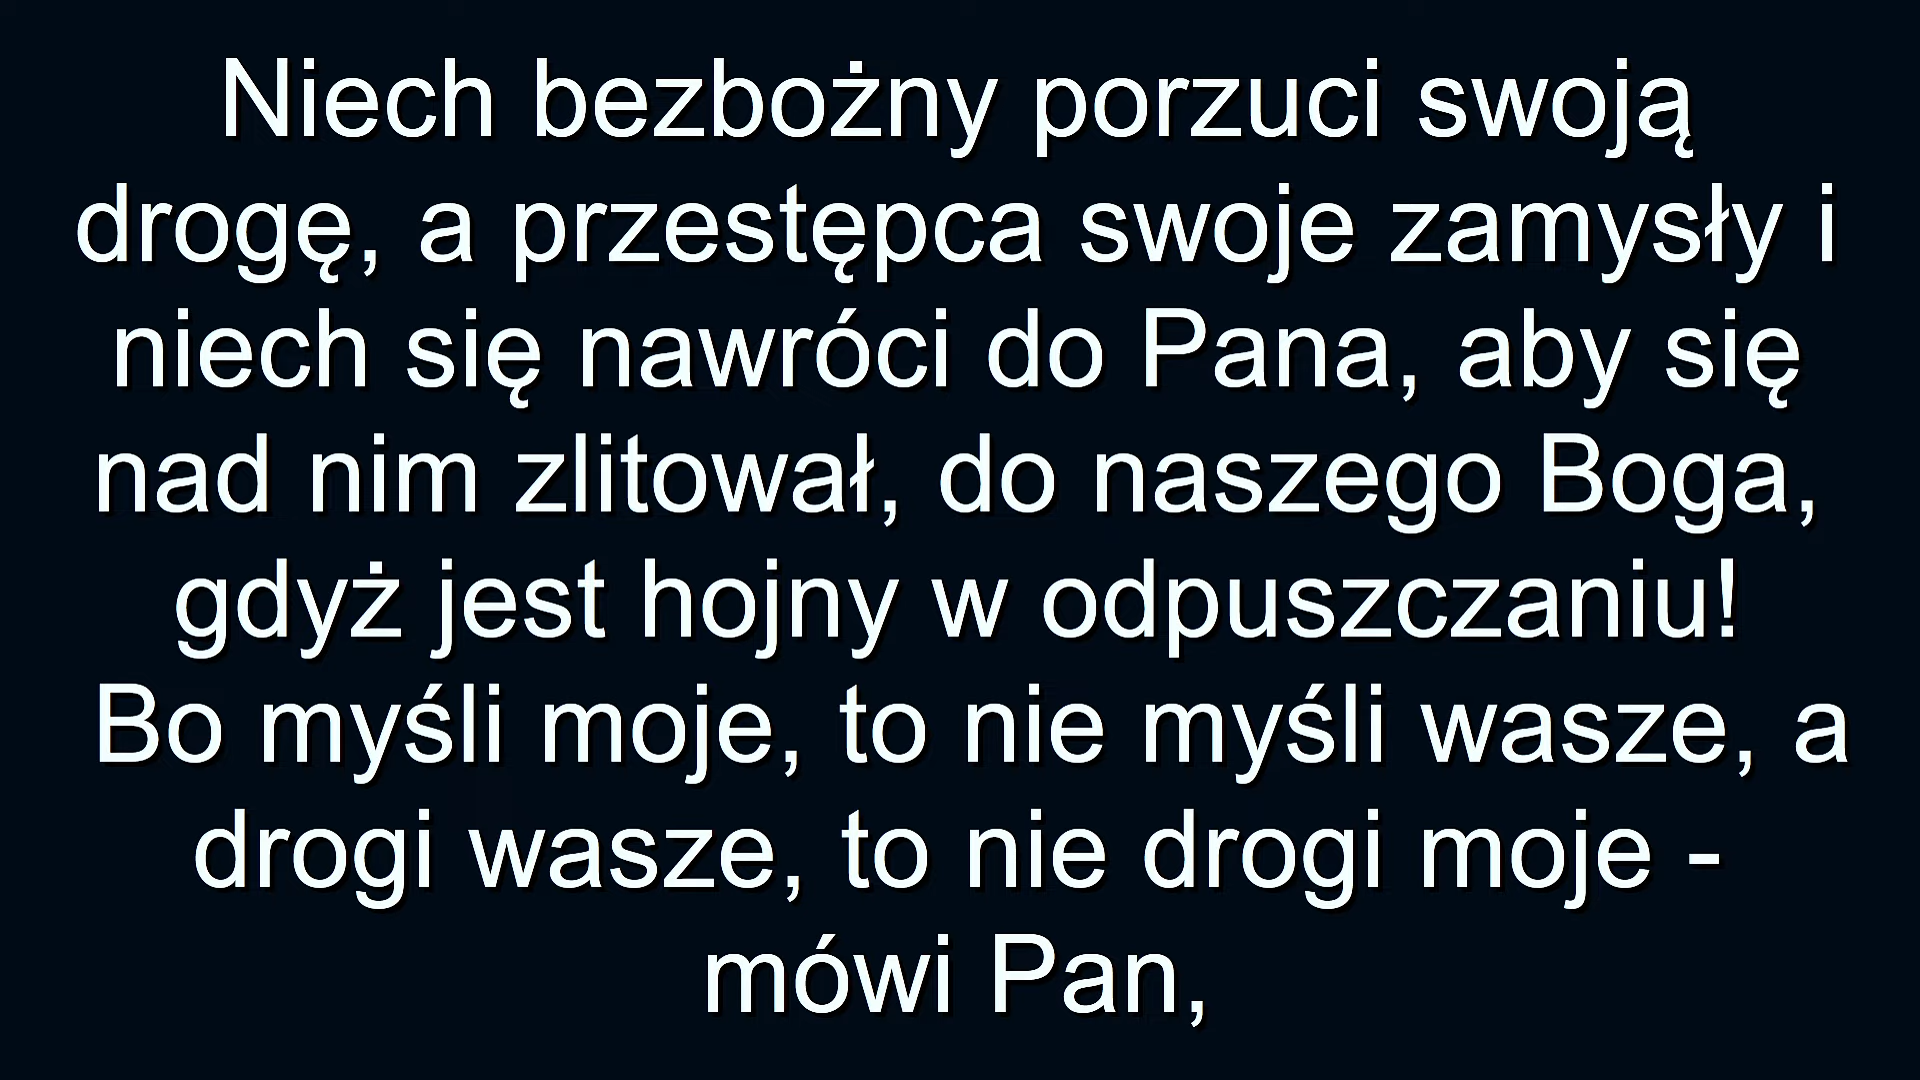 Niech bezbożny porzuci swoją
drogę, a przestępca swoje zamysły i
niech się nawróci do Pana, aby się
nad nim zlitował, do naszego Boga,
gdyż jest hojny w odpuszczaniu!
Bo myśli moje, to nie myśli wasze, a
drogi wasze, to nie drogi moje -
mówi Pan,